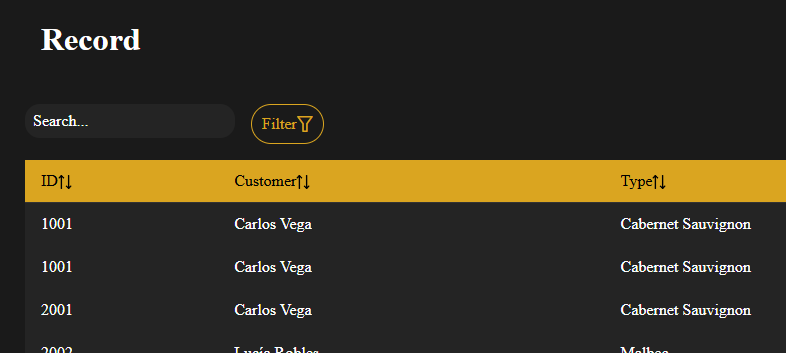 Record
Search...
Filter
ID Customer Type
1001 Carlos Vega Cabernet Sauvignon
1001 Carlos Vega Cabernet Sauvignon
2001 Carlos Vega Cabernet Sauvignon
2002 Lucía Robles Malbec